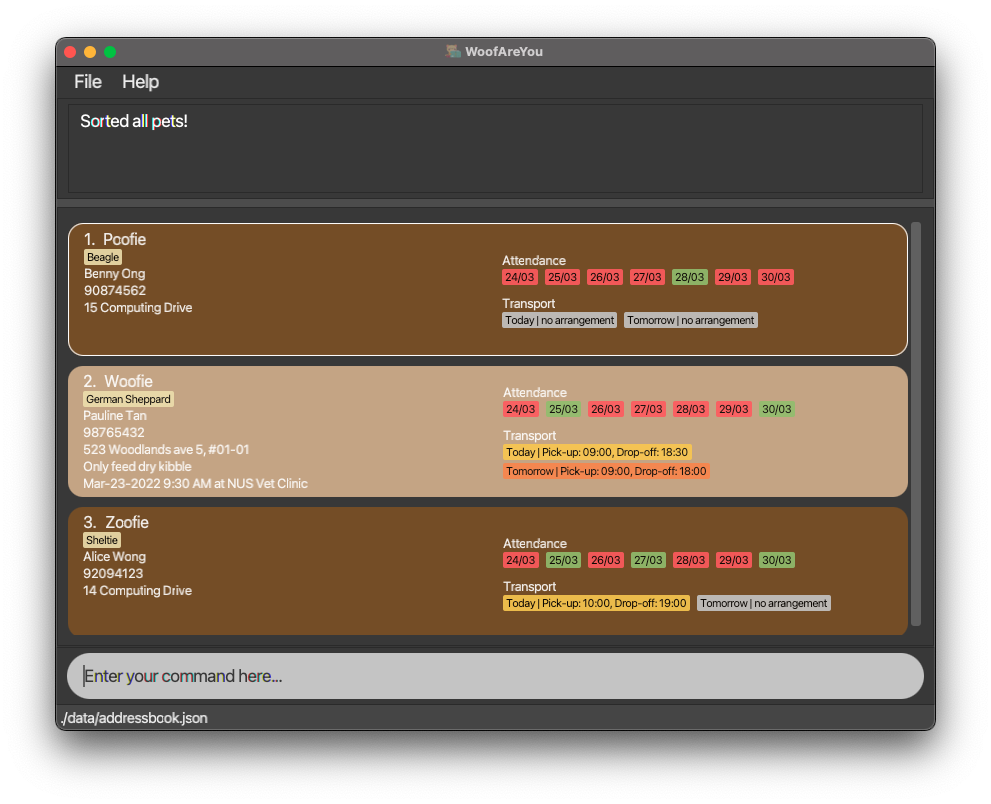 WoofAreYou
File Help
Sorted all pets!
1. Poofie
Beagle
Benny Ong
90874562
15 Computing Drive
Attendance
24/03 25/03 26/03 27/03 28/03 29/03 30/03
Transport
Today | no arrangement Tomorrow | no arrangement
2. Woofie
German Sheppard
Pauline Tan
98765432
523 Woodlands ave 5, #01-01
Only feed dry kibble
Mar-23-2022 9:30 AM at NUS Vet Clinic
Attendance
24/03 25/03 26/03 27/03 28/03 29/03 30/03
Transport
Today | Pick-up: 09:00, Drop-off: 18:30
Tomorrow | Pick-up: 09:00, Drop-off: 18:00
3. Zoofie
Sheltie
Alice Wong
92094123
14 Computing Drive
Attendance
24/03 25/03 26/03 27/03 28/03 29/03 30/03
Transport
Today | Pick-up: 10:00, Drop-off: 19:00 Tomorrow | no arrangement
Enter your command here...
./data/addressbook.json